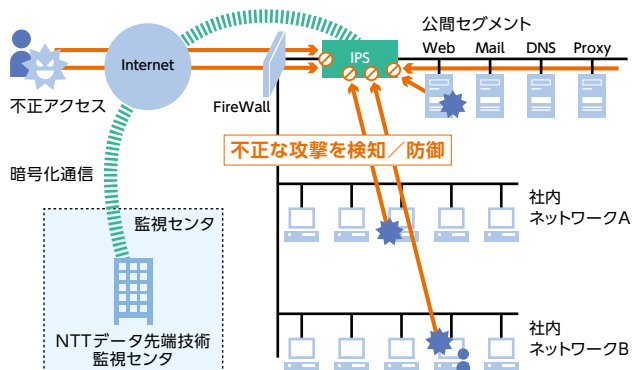 公開セグメント
IPS
Web Mail DNS Proxy
Internet
不正アクセス
FireWall
不正な攻撃を検知／防御
暗号化通信
監視センタ
社内
ネットワークA
NTTデータ先端技術
監視センタ
社内
ネットワークB